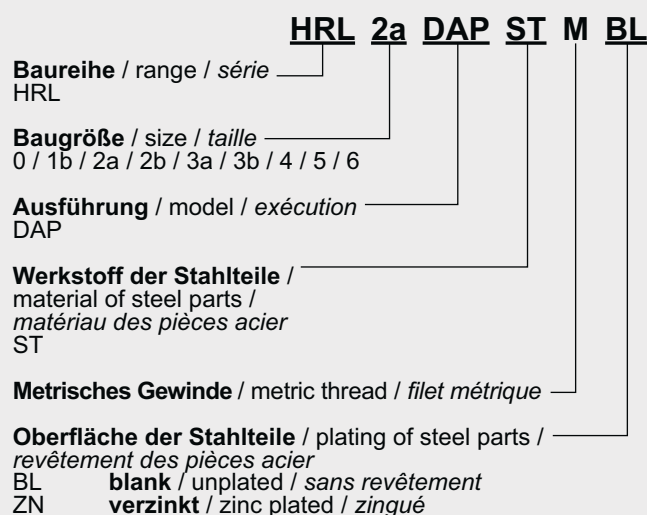 HRL 2a DAP ST M BL
Baureihe / range / série
HRL
Baugröße / size / taille
0 / 1b / 2a / 2b / 3a / 3b / 4 / 5 / 6
Ausführung / model / exécution
DAP
Werkstoff der Stahlteile /
material of steel parts /
matériau des pièces acier
ST
Metrisches Gewinde / metric thread / filet métrique
Oberfläche der Stahlteile / plating of steel parts /
revêtement des pièces acier
BL blank / unplated / sans revêtement
ZN verzinkt / zinc plated / zingué